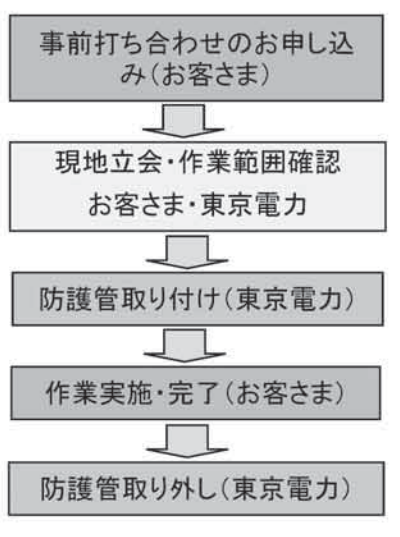 事前打ち合わせのお申し込
み(お客さま)
現地立会・作業範囲確認
お客さま・東京電力
防護管取り付け(東京電力)
作業実施・完了(お客さま)
防護管取り外し(東京電力)